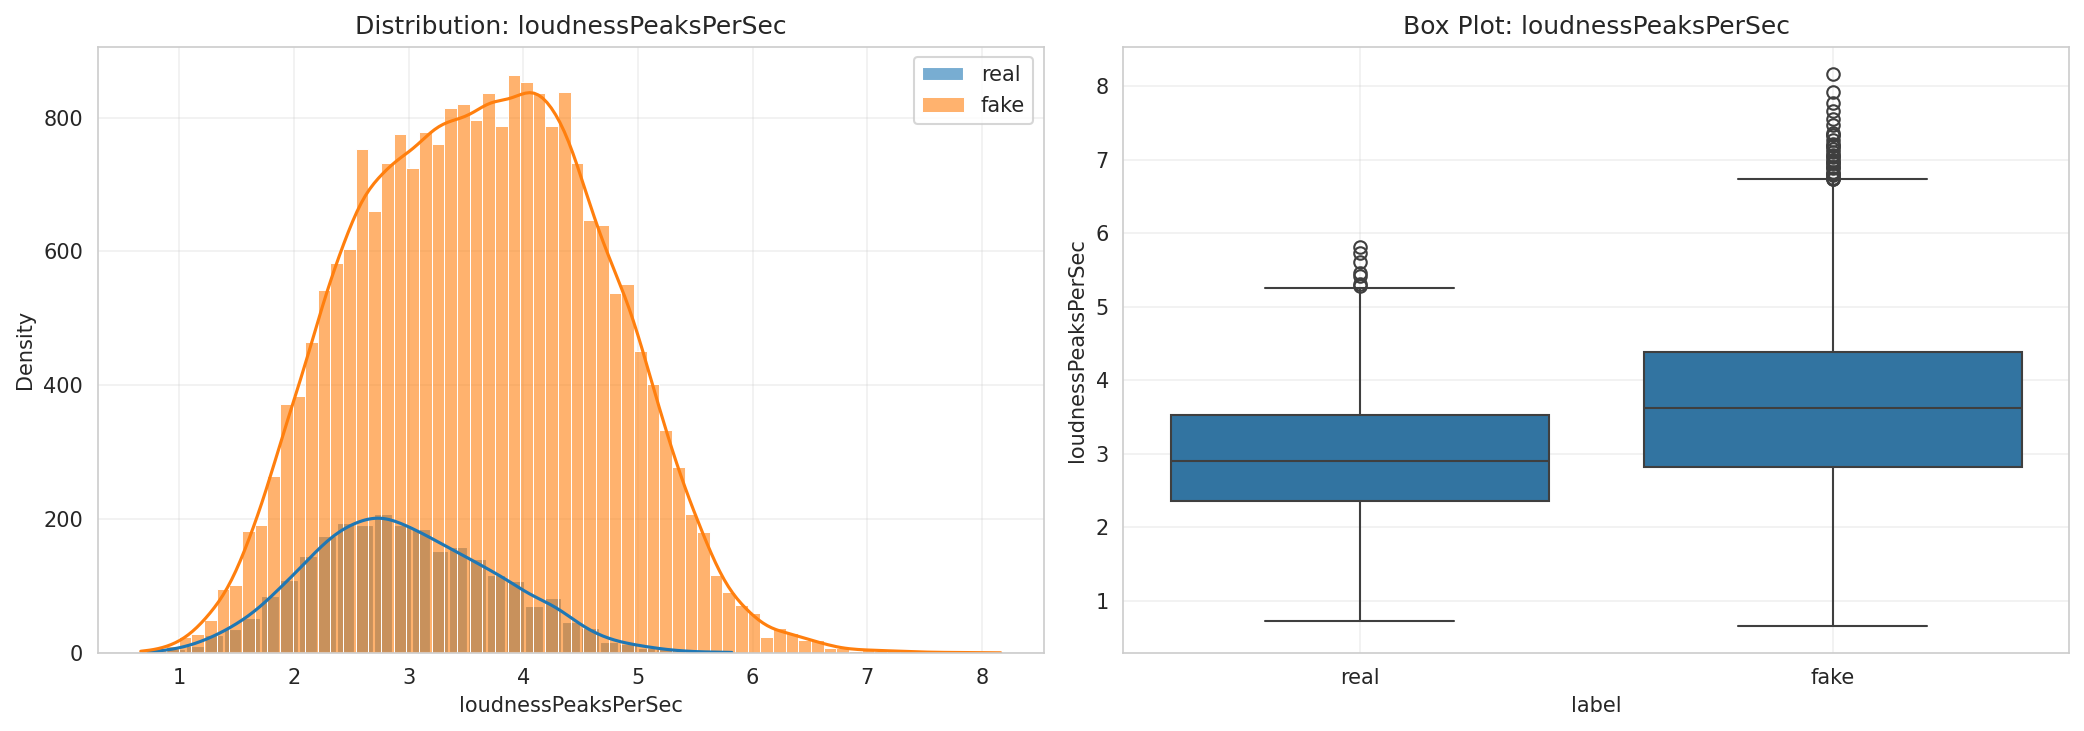 Distribution: loudnessPeaksPerSec
real
fake
Density
800
600
400
200
0
1 2 3 4 5 6 7 8
loudnessPeaksPerSec
Box Plot: loudnessPeaksPerSec
loudnessPeaksPerSec
8
7
6
5
4
3
2
1
real fake
label